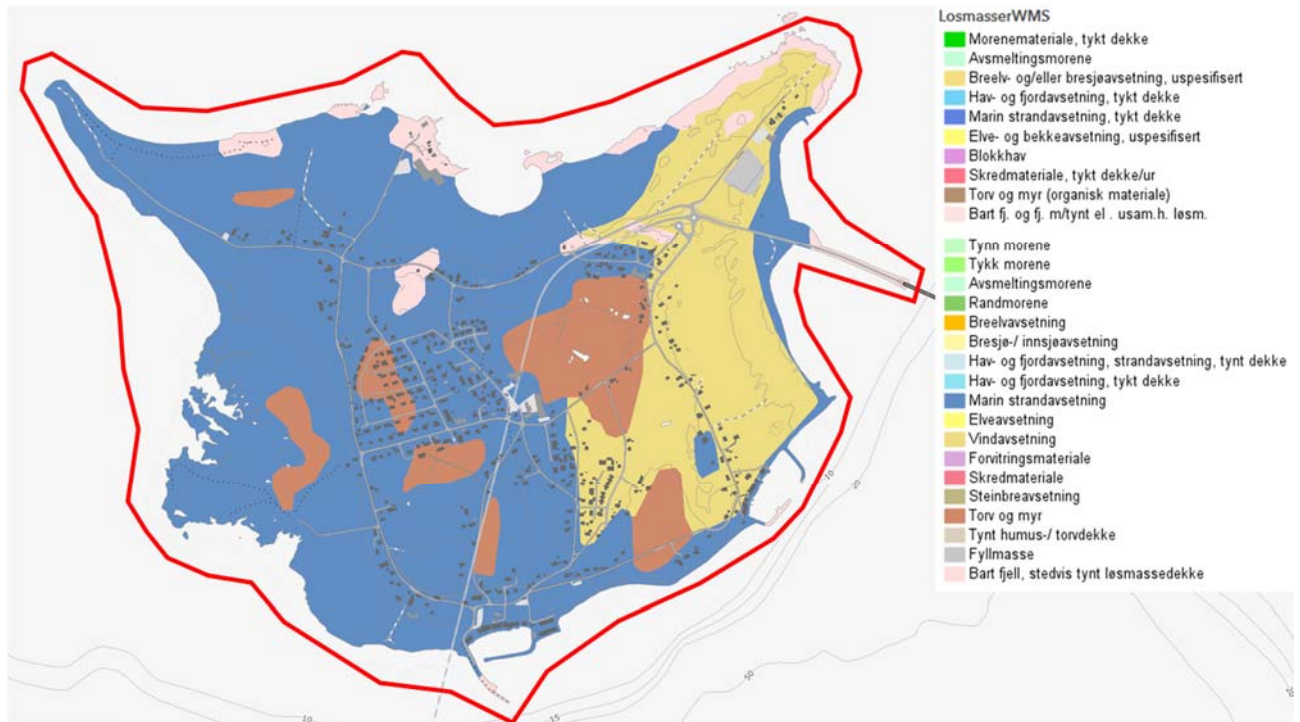 LosmasserWMS
Morenemateriale, tykt dekke
Avsmeltingsmorene
Breelv- og/eller bresjøavsetning, uspesifisert
Hav- og fjordavsetning, tykt dekke
Marin strandavsetning, tykt dekke
Elve- og bekkeavsetning, uspesifisert
Blokkhav
Skredmateriale, tykt dekke/ur
Torv og myr (organisk materiale)
Bart fj. og fj. m/tynt el . usam.h. løsm.
Tynn morene
Tykk morene
Avsmeltingsmorene
Randmorene
Breelvavsetning
Bresjø-/ innsjøavsetning
Hav- og fjordavsetning, strandavsetning, tynt dekke
Hav- og fjordavsetning, tykt dekke
Marin strandavsetning
Elveavsetning
Vindavsetning
Forvitringsmateriale
Skredmateriale
Steinbreavsetning
Torv og myr
Tynt humus-/ torvdekke
Fyllmasse
Bart fjell, stedvis tynt løsmassedekke
10
20
50
10
15